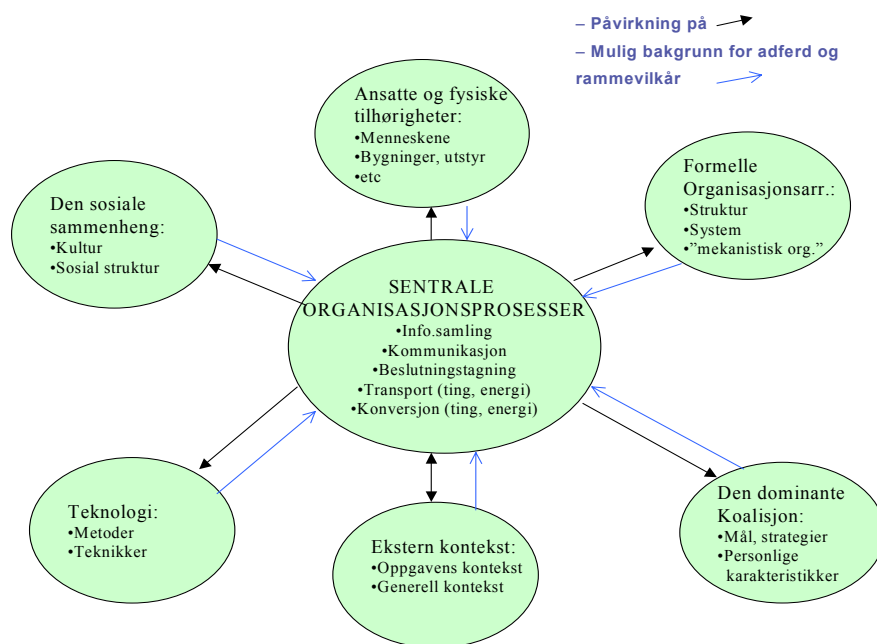 – Påvirkning på
– Mulig bakgrunn for adferd og
rammevilkår
Ansatte og fysiske
tilhørigheter:
•Menneskene
•Bygninger, utstyr
•etc
Formelle
Organisasjonsarr.:
•Struktur
•System
•”mekanistisk org.”
Den sosiale
sammenheng:
•Kultur
•Sosial struktur
SENTRALE
ORGANISASJONSPROSESSER
•Info.samling
•Kommunikasjon
•Beslutningstagning
•Transport (ting, energi)
•Konversjon (ting, energi)
Teknologi:
•Metoder
•Teknikker
Ekstern kontekst:
•Oppgavens kontekst
•Generell kontekst
Den dominante
Koalisjon:
•Mål, strategier
•Personlige
karakteristikker